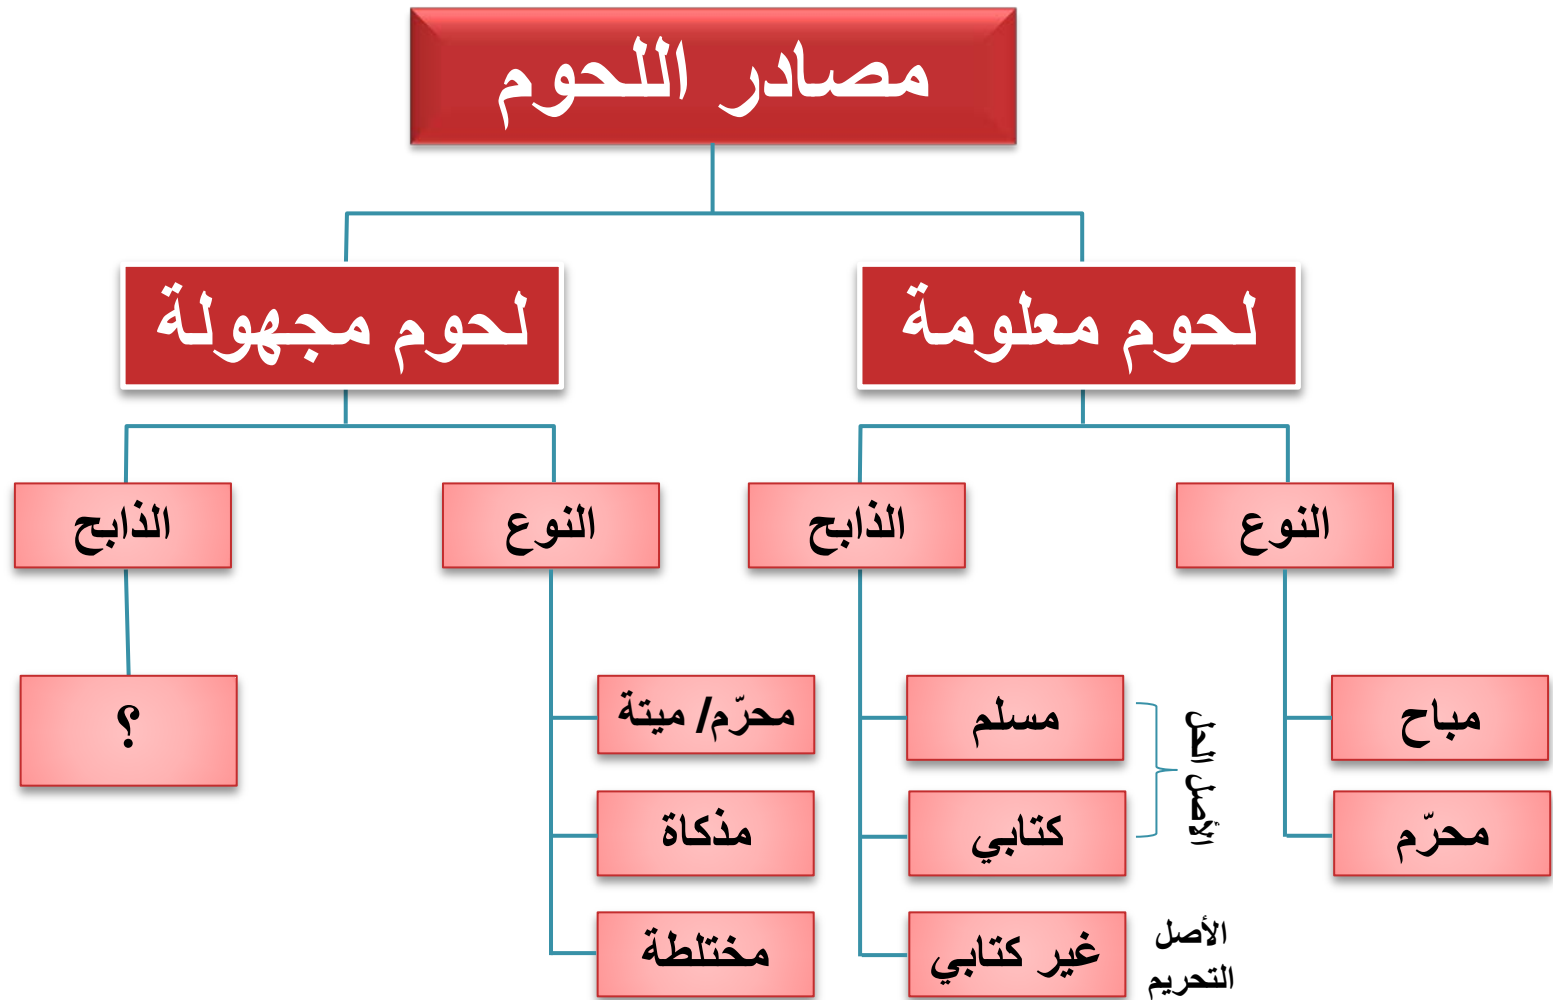 مصادر اللحوم
لحوم معلومة
لحوم مجهولة
النوع
الذابح
النوع
الذابح
مباح
محرّم
مسلم
كتابي
الأصل الحل
غير كتابي
الأصل
التحريم
محرّم/ ميتة
مذكاة
مختلطة
؟